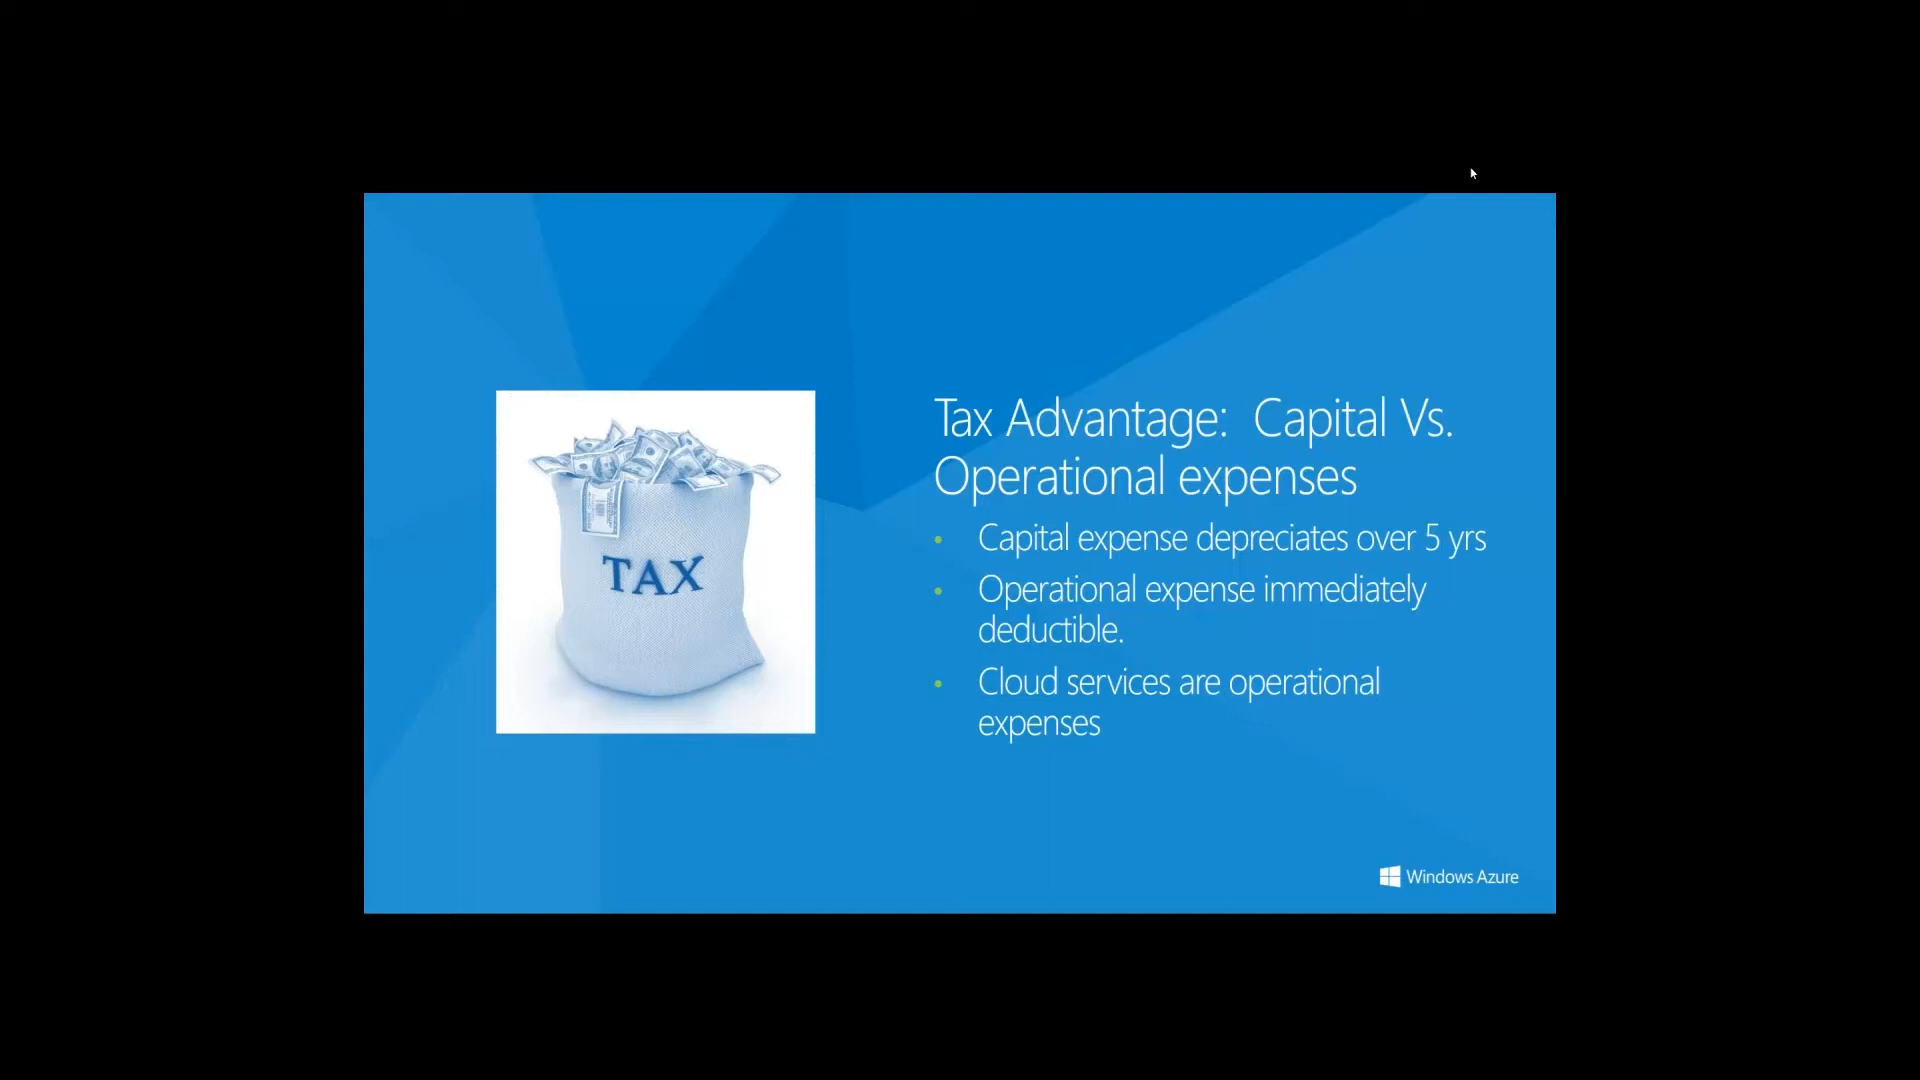 TAX
Tax Advantage:  Capital Vs.
Operational expenses
• Capital expense depreciates over 5 yrs
• Operational expense immediately
deductible.
• Cloud services are operational
expenses
Windows Azure